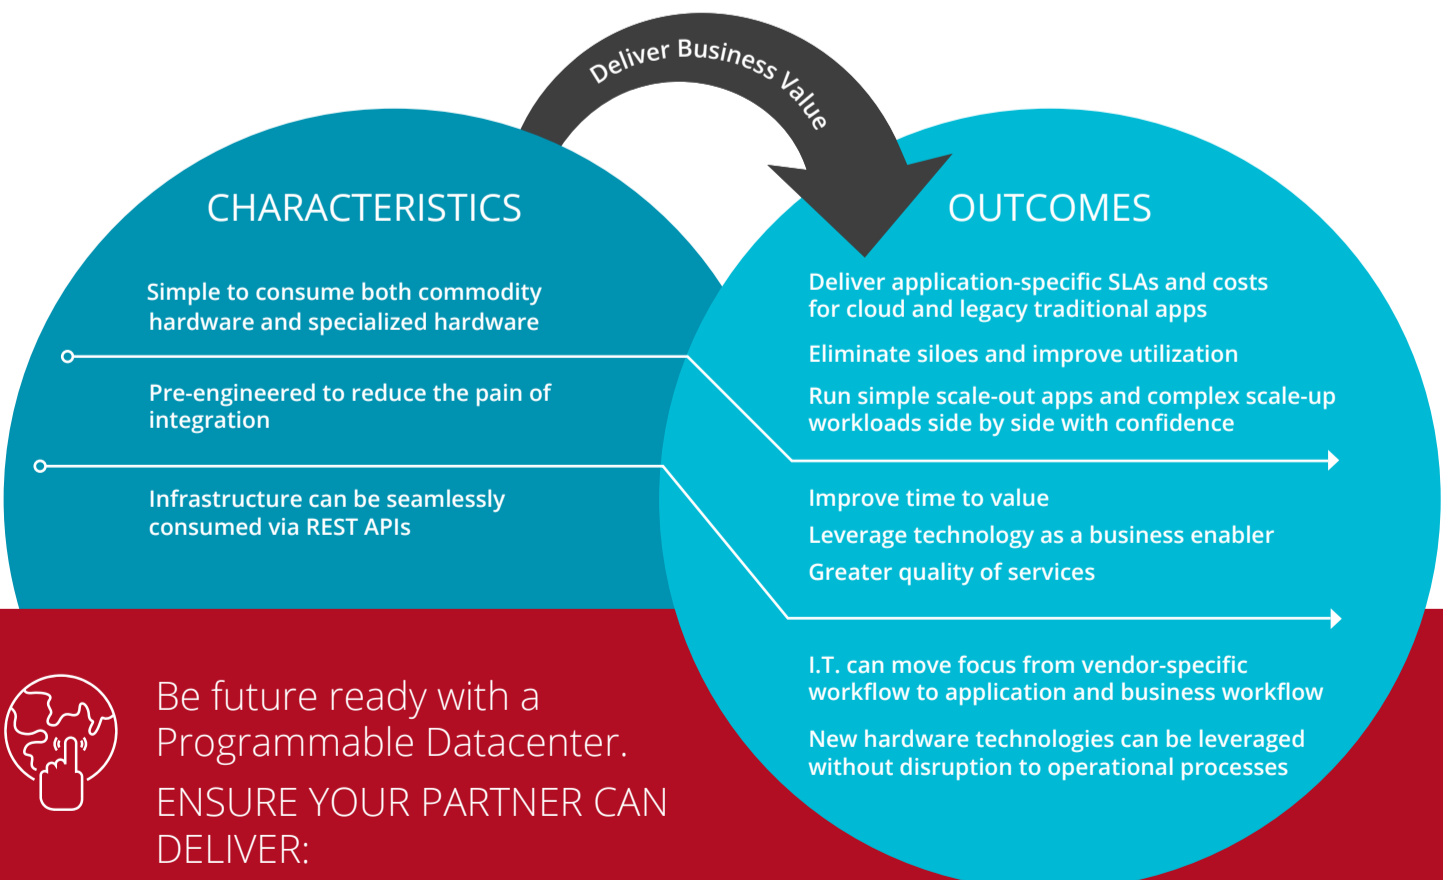 Deliver Business Value
CHARACTERISTICS
Simple to consume both commodity
hardware and specialized hardware
Pre-engineered to reduce the pain of
integration
Infrastructure can be seamlessly
consumed via REST APIs
OUTCOMES
Deliver application-specific SLAs and costs
for cloud and legacy traditional apps
Eliminate siloes and improve utilization
Run simple scale-out apps and complex scale-up
workloads side by side with confidence
Improve time to value
Leverage technology as a business enabler
Greater quality of services
I.T. can move focus from vendor-specific
workflow to application and business workflow
New hardware technologies can be leveraged
without disruption to operational processes
Be future ready with a
Programmable Datacenter.
ENSURE YOUR PARTNER CAN
DELIVER: